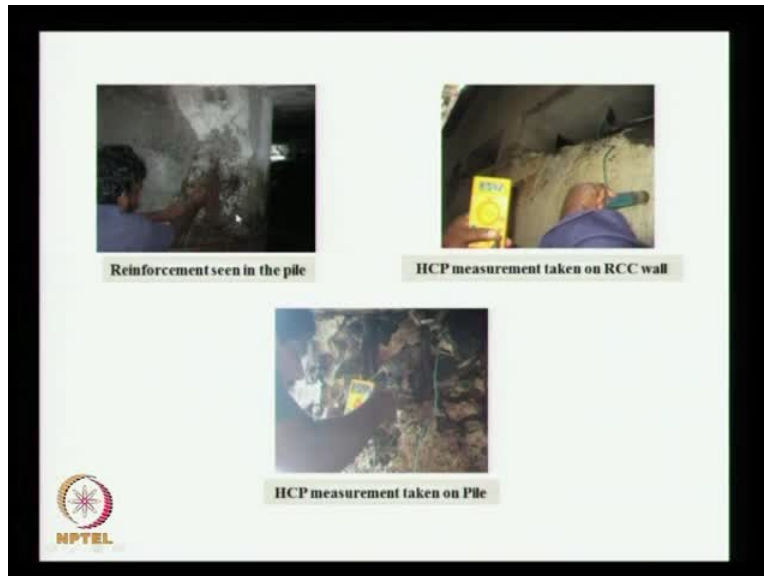 Reinforcement seen in the pile
HCP measurement taken on RCC wall
HCP measurement taken on Pile
NPTEL